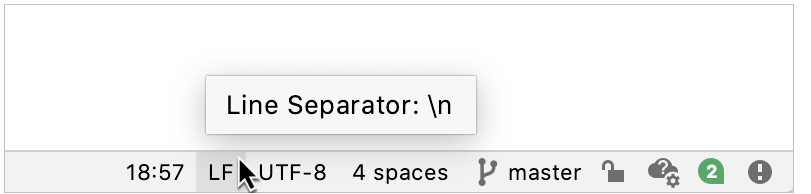 Line Separator: \n
18:57 LF UTF-8 4 spaces master 2